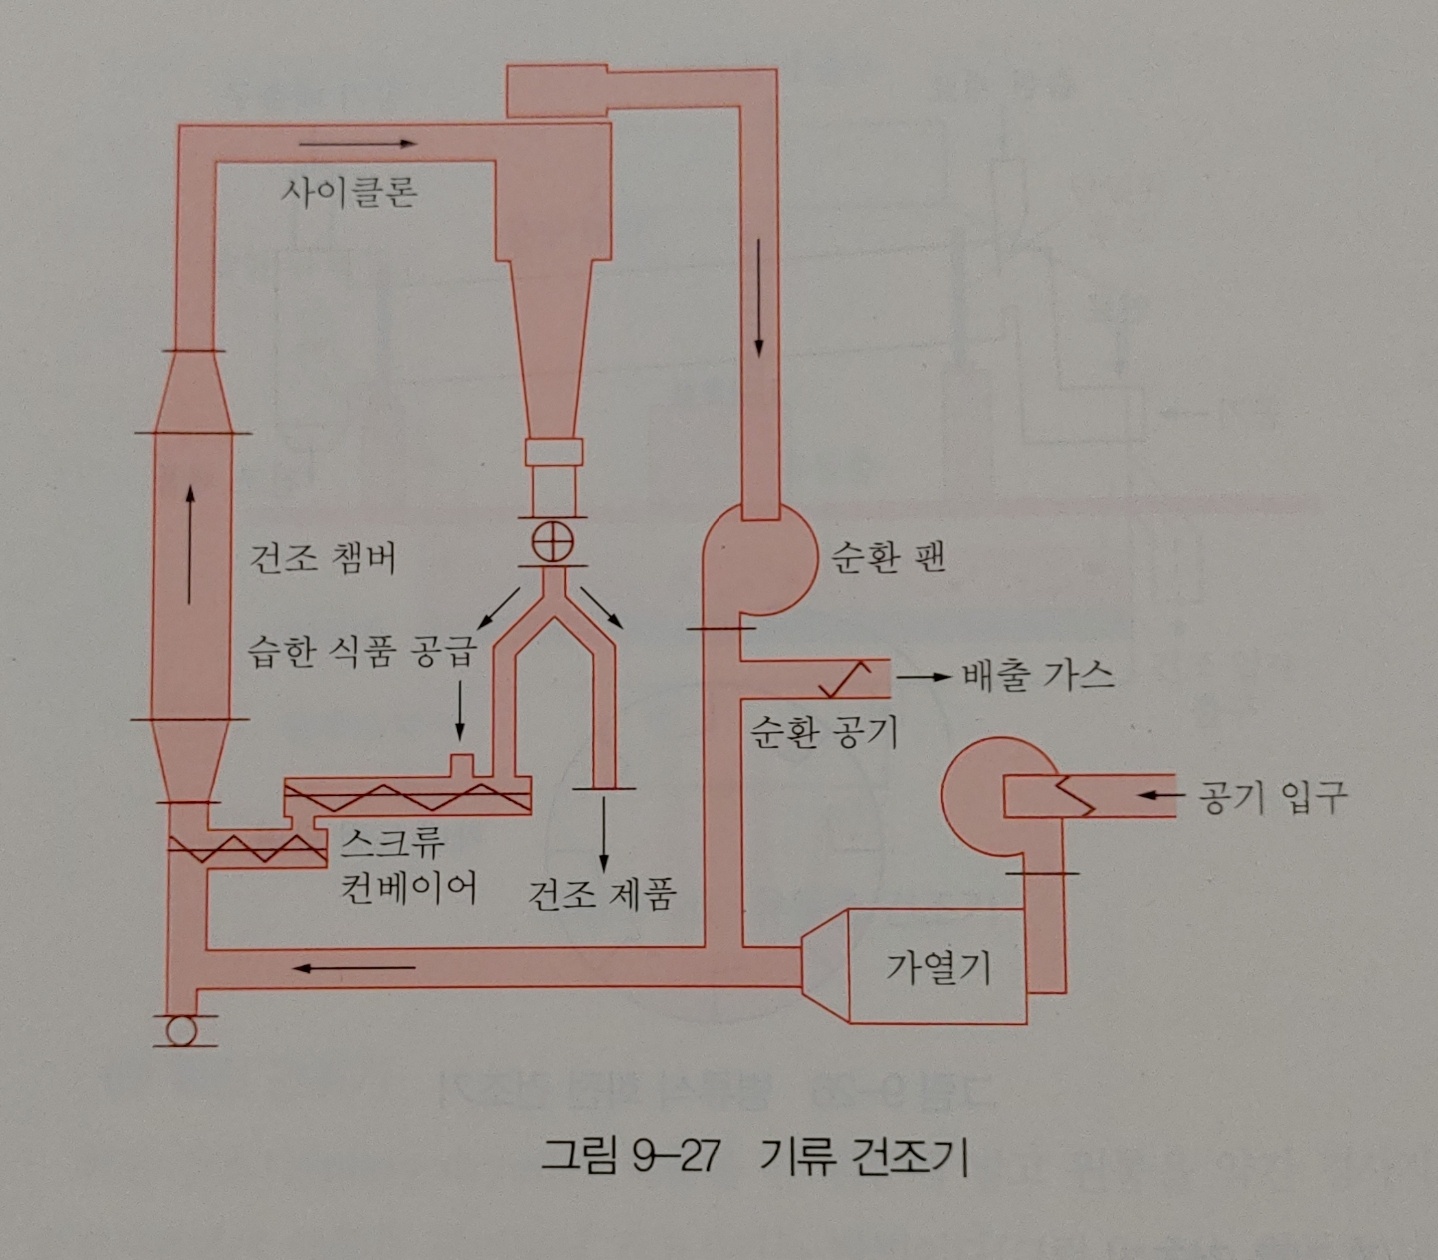 사이클론
건조 챔버
순환 팬
습한 식품 공급
배출 가스
순환 공기
공기 입구
스크류
컨베이어
건조 제품
가열기
그림 9-27 기류 건조기